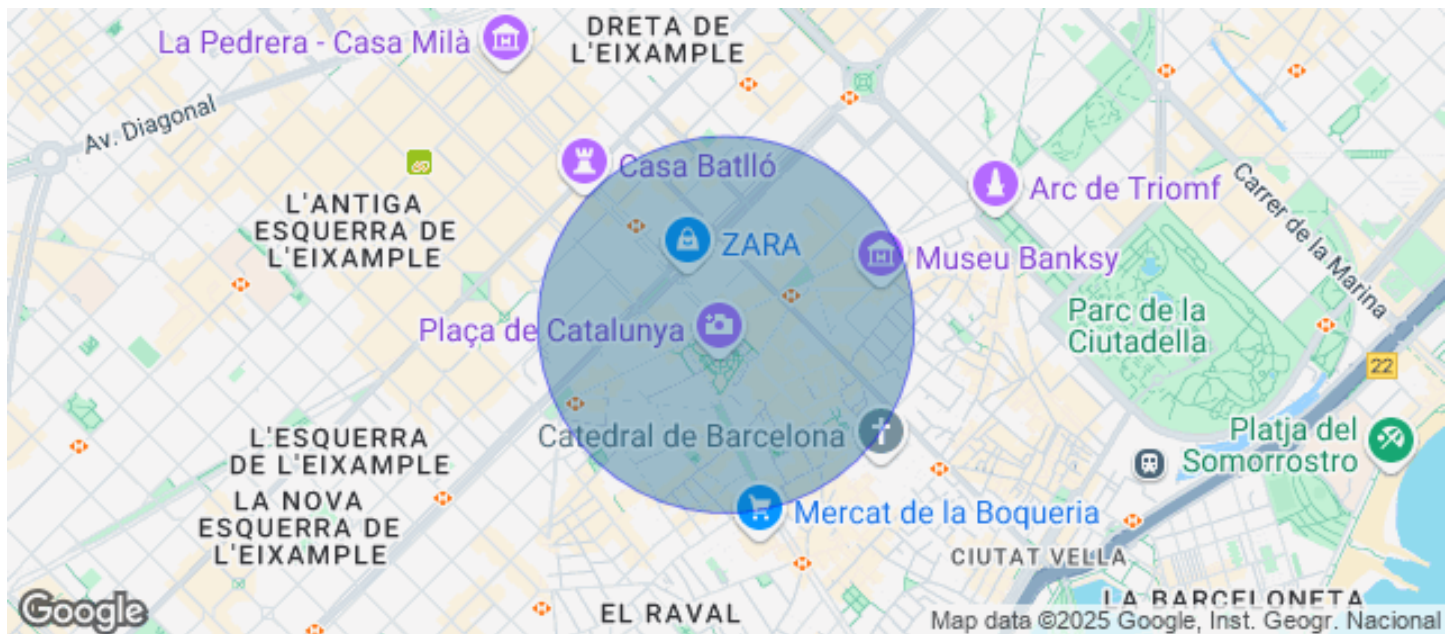 La Pedrera - Casa Milà
DRETA DE
L'EIXAMPLE
Av. Diagonal
Casa Batlló
Arc de Triomf
Carrer de la Marina
L'ANTIGA
ESQUERRA DE
L'EIXAMPLE
ZARA
Museu Banksy
Plaça de Catalunya
Parc de la
Ciutadella
22
L'ESQUERRA
DE L'EIXAMPLE
Catedral de Barcelona
Platja del
Somorrostro
LA NOVA
ESQUERRA DE
L'EIXAMPLE
Mercat de la Boqueria
CIUTAT VELLA
EL RAVAL
LA BARCELONETA
Google
Map data ©2025 Google, Inst. Geogr. Nacional